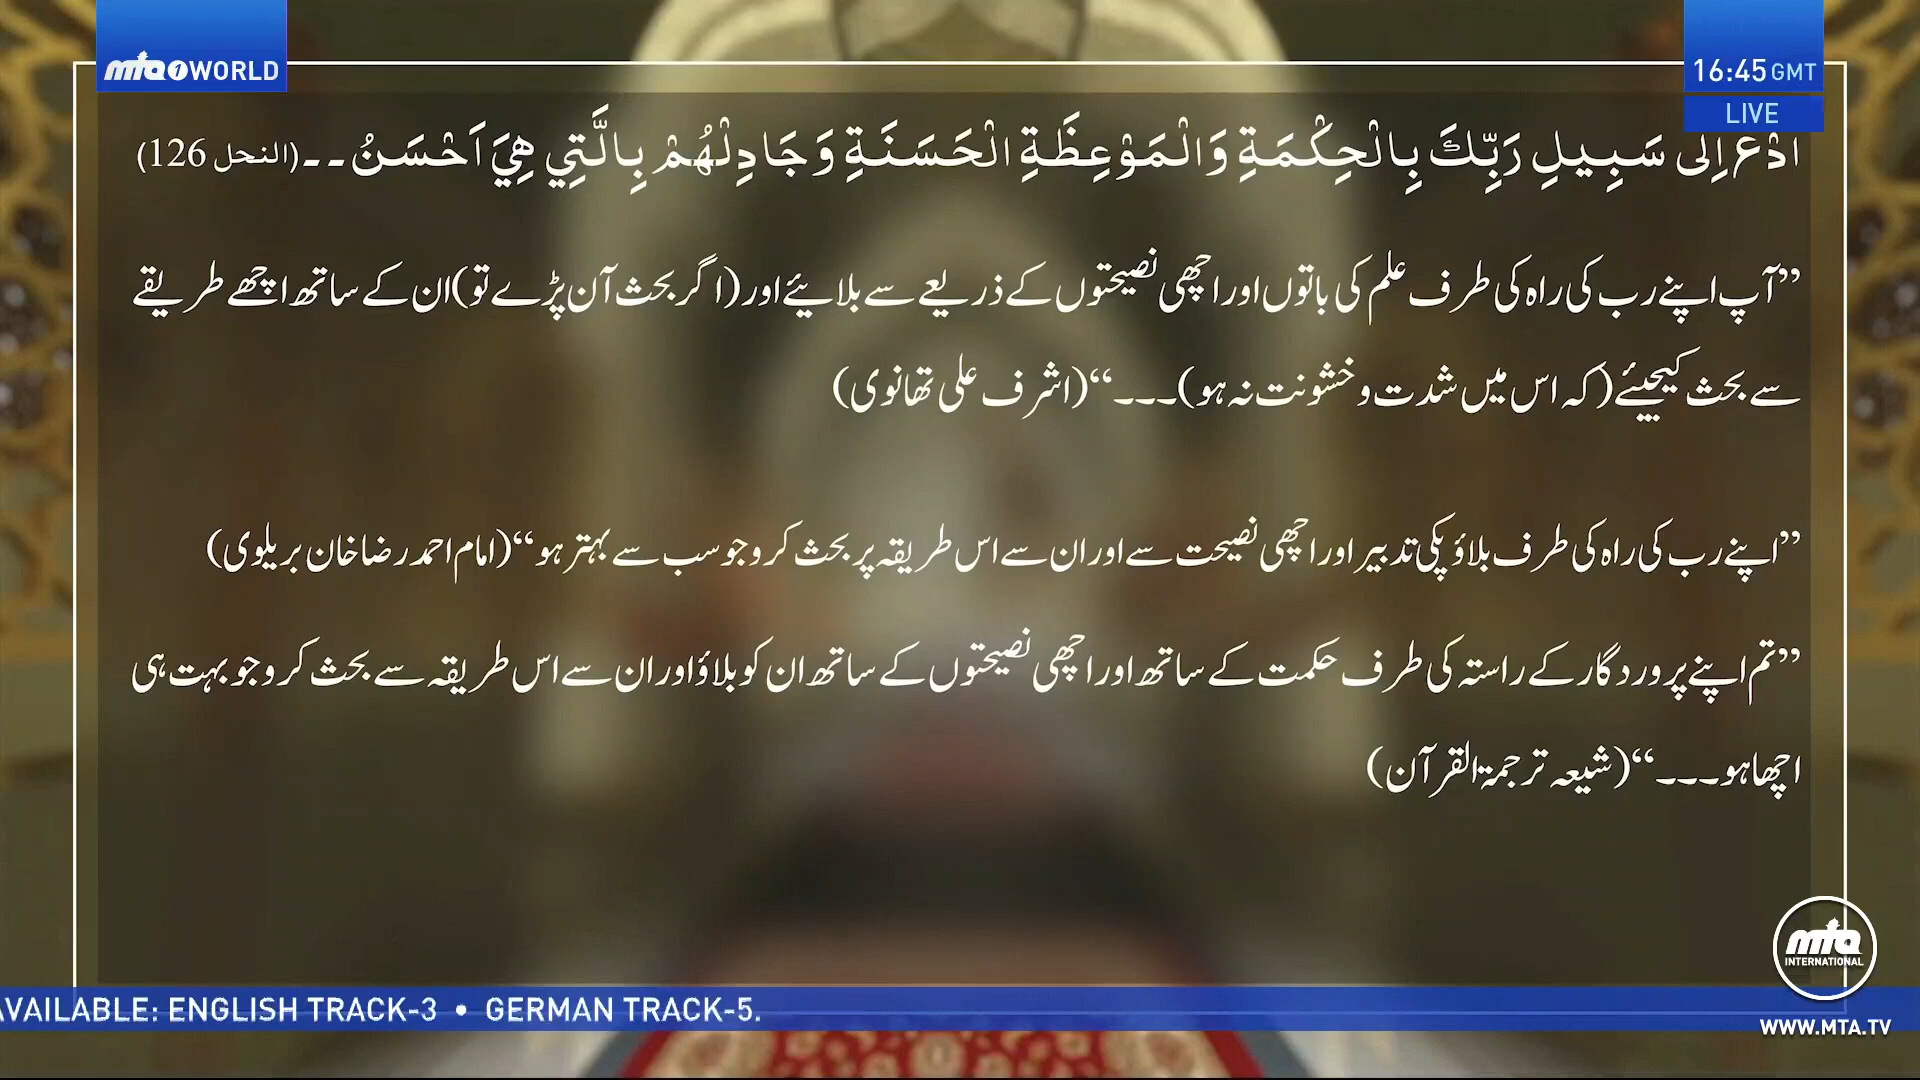 mta1WORLD
16:45GMT
LIVE
اُدْعُ اِلٰى سَبِيلِ رَبِّكَ بِالْحِكْمَةِ وَالْمَوْعِظَةِ الْحَسَنَةِ وَجَادِلْهُمْ بِالَّتِي هِيَ اَحْسَنُ۔۔(النحل 126)
”آپ اپنے رب کی راہ کی طرف علم کی باتوں اور اچھی نصیحتوں کے ذریعے سے بلایئے اور (اگر بحث آن پڑے تو) ان کے ساتھ اچھے طریقے
سے بحث کیجیئے (کہ اس میں شدت و خشونت نہ ہو)۔۔۔“ (اشرف علی تھانوی)
”اپنے رب کی راہ کی طرف بلاؤ پکی تدبیر اور اچھی نصیحت سے اور ان سے اس طریقہ پر بحث کرو جو سب سے بہتر ہو“ (امام احمد رضا خان بریلوی)
”تم اپنے پروردگار کے راستہ کی طرف حکمت کے ساتھ اور اچھی نصیحتوں کے ساتھ ان کو بلاؤ اور ان سے اس طریقہ سے بحث کرو جو بہت ہی
اچھا ہو۔۔۔“ (شیعہ ترجمۃ القرآن)
mta
INTERNATIONAL
AVAILABLE: ENGLISH TRACK-3 • GERMAN TRACK-5.
WWW.MTA.TV